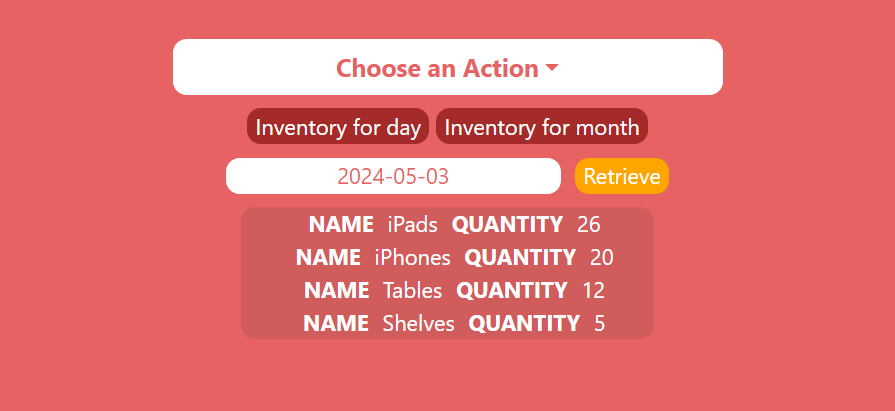 Choose an Action
Inventory for day Inventory for month
2024-05-03 Retrieve
NAME iPads QUANTITY 26
NAME iPhones QUANTITY 20
NAME Tables QUANTITY 12
NAME Shelves QUANTITY 5